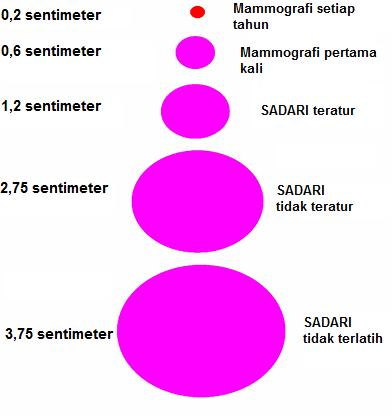 0,2 sentimeter
Mammografi setiap
tahun
0,6 sentimeter
Mammografi pertama
kali
1,2 sentimeter
SADARI teratur
2,75 sentimeter
SADARI
tidak teratur
3,75 sentimeter
SADARI
tidak terlatih